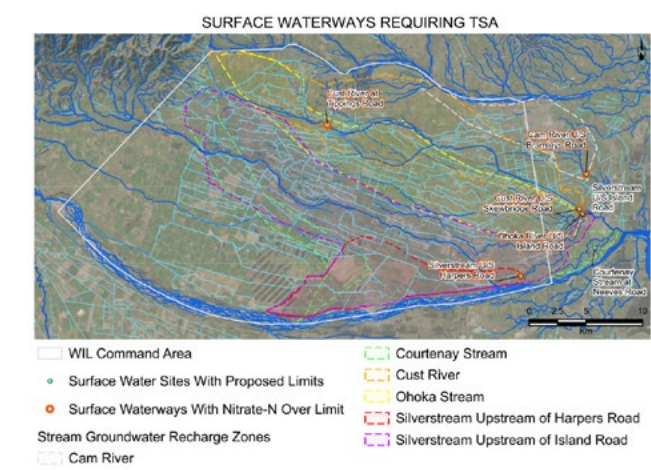 SURFACE WATERWAYS REQUIRING TSA
N
Cust River at
Tippings Road
Cam River U/S
Bramleys Road
Silverstream
U/S Island
Road
Cust River U/S
Skewbridge Road
Ohoka River U/S
Island Road
Silverstream U/S
Harpers Road
Courtenay
Stream at
Neeves Road
0 2.5 5 10
Km
WIL Command Area
Surface Water Sites With Proposed Limits
Surface Waterways With Nitrate-N Over Limit
Stream Groundwater Recharge Zones
Cam River
Courtenay Stream
Cust River
Ohoka Stream
Silverstream Upstream of Harpers Road
Silverstream Upstream of Island Road